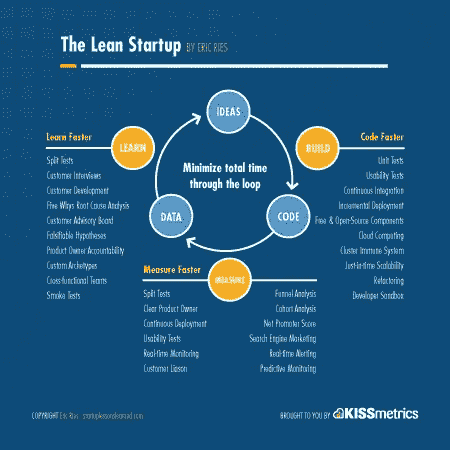 The Lean Startup BY ERIC RIES
IDEAS
Learn Faster
LEARN
BUILD
Code Faster
Minimize total time
through the loop
DATA
CODE
Split Tests
Customer Interviews
Customer Development
Five Whys Root Cause Analysis
Customer Advisory Board
Falsifiable Hypotheses
Product Owner Accountability
Custom Archetypes
Cross-functional Teams
Smoke Tests
Unit Tests
Usability Tests
Continuous Integration
Incremental Deployment
Free & Open-Source Components
Cloud Computing
Cluster Immune System
Just-in-time Scalability
Refactoring
Developer Sandbox
Measure Faster
MEASURE
Split Tests
Clear Product Owner
Continuous Deployment
Usability Tests
Real-time Monitoring
Customer Liason
Funnel Analysis
Cohort Analysis
Net Promoter Score
Search Engine Marketing
Real-time Alerting
Predictive Monitoring
COPYRIGHT Eric Ries startuplessonslearned.com
BROUGHT TO YOU BY KISSmetrics